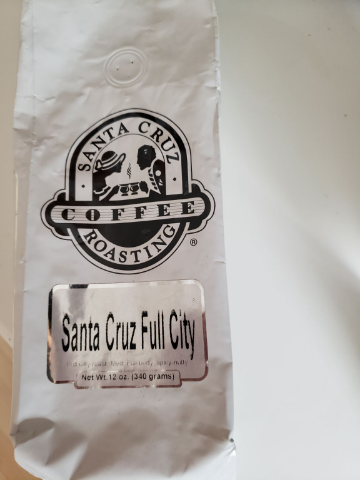 SANTA CRUZ
COFFEE
ROASTING
®
Santa Cruz Full City
Net Wt. 12 oz. (340 grams)